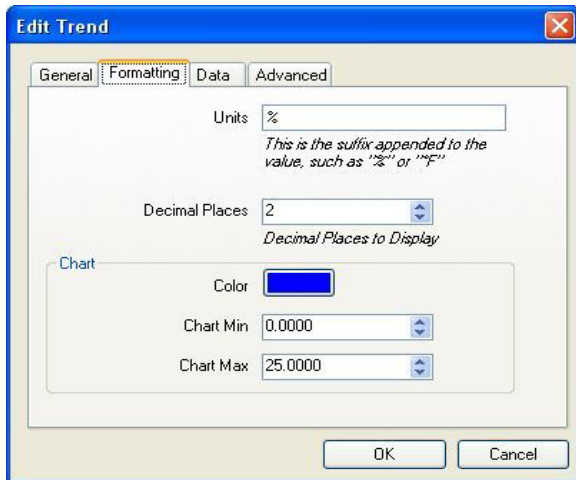 Edit Trend
General Formatting Data Advanced
Units %
This is the suffix appended to the
value, such as "%" or "°F"
Decimal Places 2
Decimal Places to Display
Chart
Color
Chart Min 0.0000
Chart Max 25.0000
OK Cancel